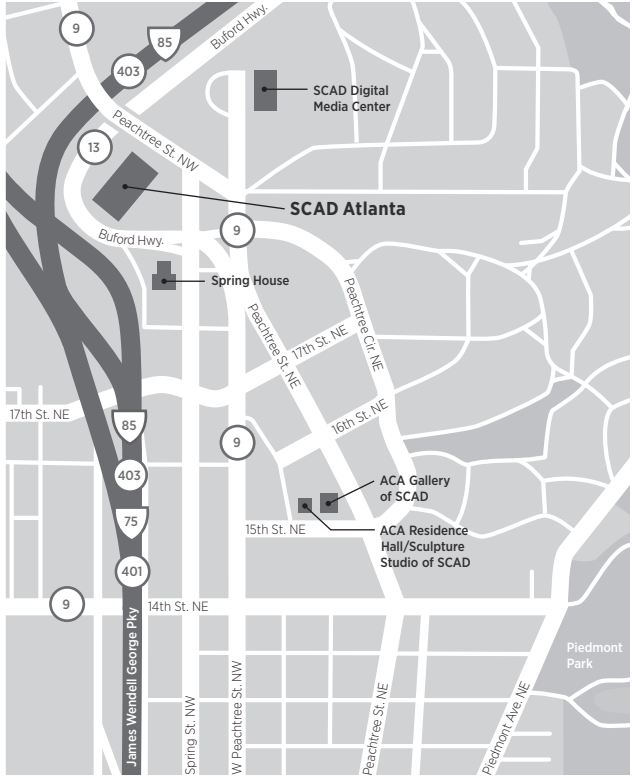 9
85
Buford Hwy.
403
SCAD Digital
Media Center
Peachtree St. NW
13
SCAD Atlanta
9
Buford Hwy.
Spring House
Peachtree Cir. NE
Peachtree St. NE
17th St. NE
17th St. NE
16th St. NE
85
9
403
ACA Gallery
of SCAD
75
15th St. NE
ACA Residence
Hall/Sculpture
Studio of SCAD
401
9
14th St. NE
James Wendell George Pky
Piedmont
Park
Spring St. NW
W Peachtree St. NW
Peachtree St. NE
Piedmont Ave. NE